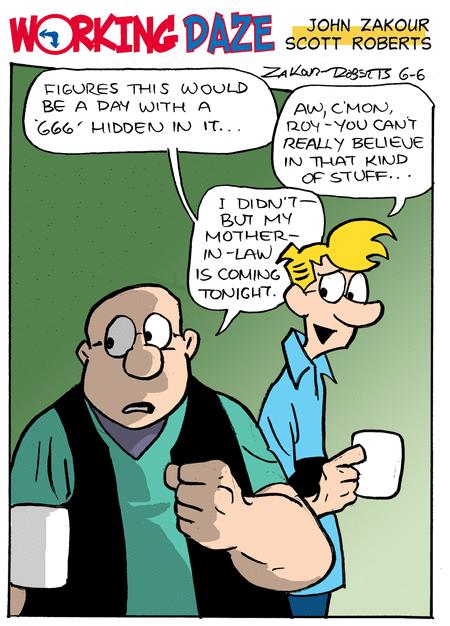 WORKING DAZE
JOHN ZAKOUR
SCOTT ROBERTS
ZAKOUR-ROBERTS 6-6
FIGURES THIS WOULD
BE A DAY WITH A
'666' HIDDEN IN IT...
AW, C'MON,
ROY-YOU CAN'T
REALLY BELIEVE
IN THAT KIND
OF STUFF...
I DIDN'T-
BUT MY
MOTHER-
IN-LAW
IS COMING
TONIGHT.